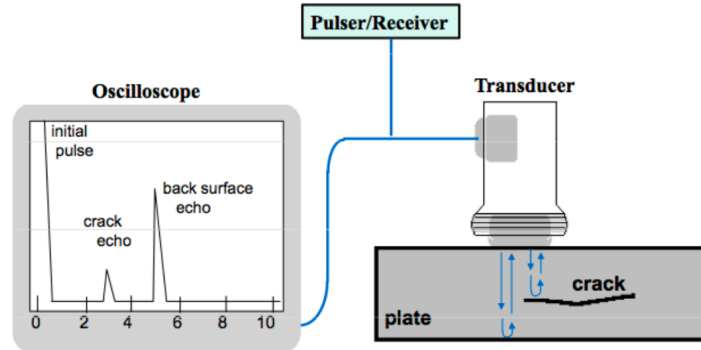 Pulser/Receiver
Oscilloscope
Transducer
initial
pulse
back surface
echo
crack
echo
crack
plate
0 2 4 6 8 10